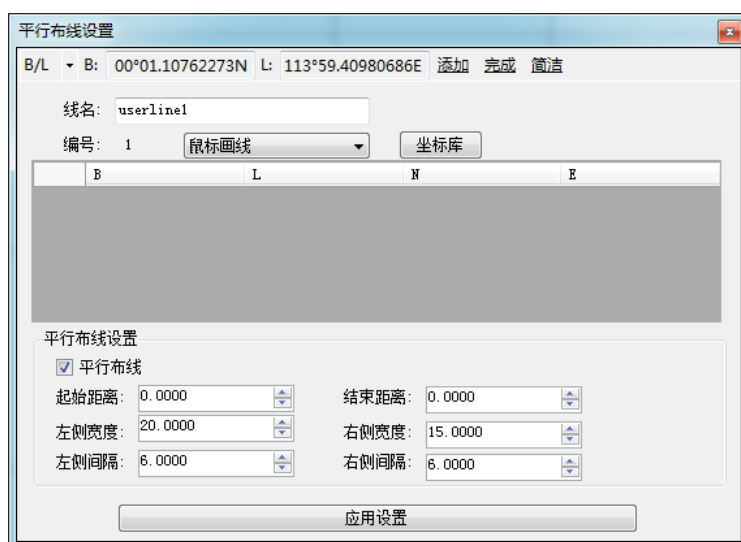 平行布线设置
B/L B: 00°01.10762273N L: 113°59.40980686E 添加 完成 简洁
线名: userline1
编号: 1 鼠标画线 坐标库
B L N E
平行布线设置
平行布线
起始距离: 0.0000 结束距离: 0.0000
左侧宽度: 20.0000 右侧宽度: 15.0000
左侧间隔: 6.0000 右侧间隔: 6.0000
应用设置